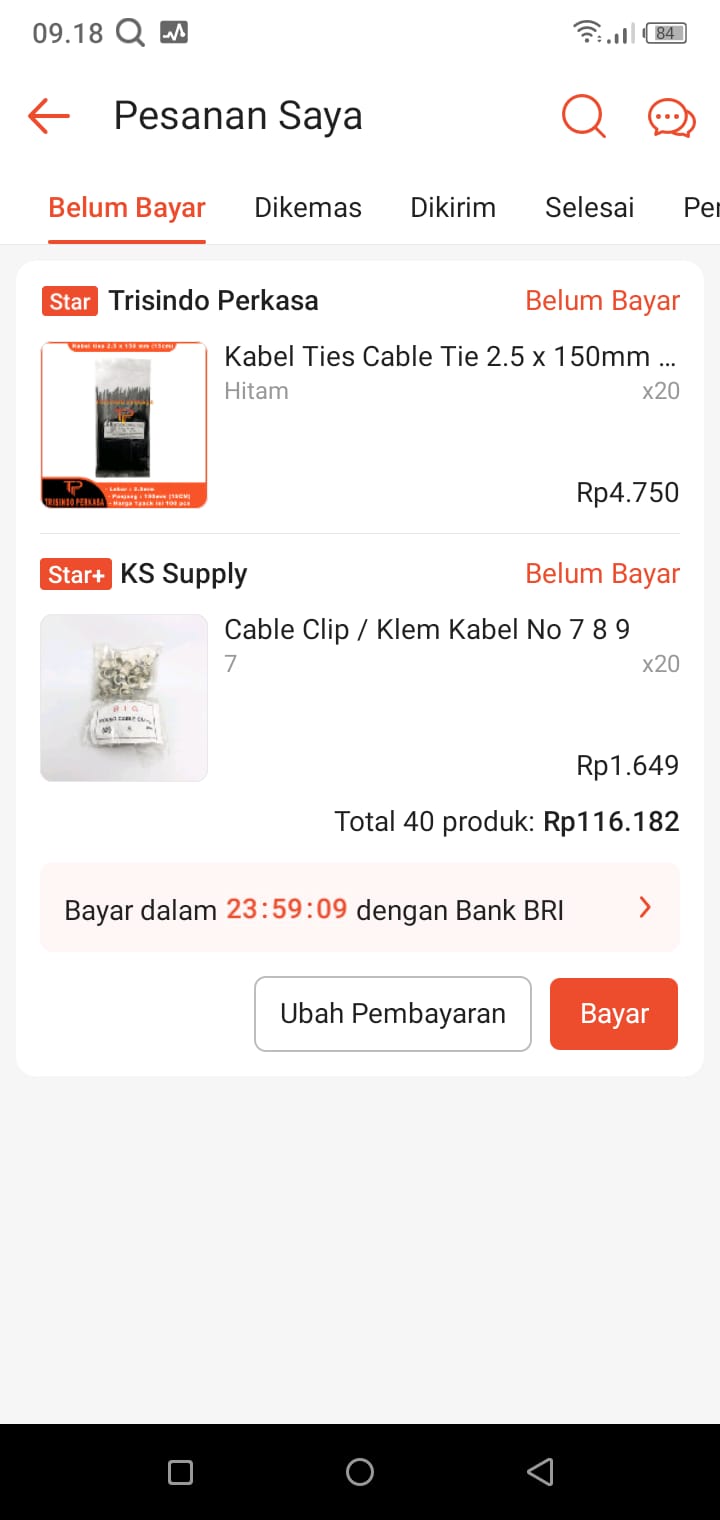 09.18
84
Pesanan Saya
Belum Bayar Dikemas Dikirim Selesai Per
Star Trisindo Perkasa Belum Bayar
Kabel ties 2.5 x 150 mm (15cm)
TP
TRISINDO PERKASA
- Lebar : 2.5mm
- Panjang : 150mm (15CM)
- Harga 1pack isi 100 pcs
Kabel Ties Cable Tie 2.5 x 150mm ...
Hitam x20
Rp4.750
Star+ KS Supply Belum Bayar
Cable Clip / Klem Kabel No 7 8 9
7 x20
Rp1.649
Total 40 produk: Rp116.182
Bayar dalam 23:59:09 dengan Bank BRI
Ubah Pembayaran Bayar